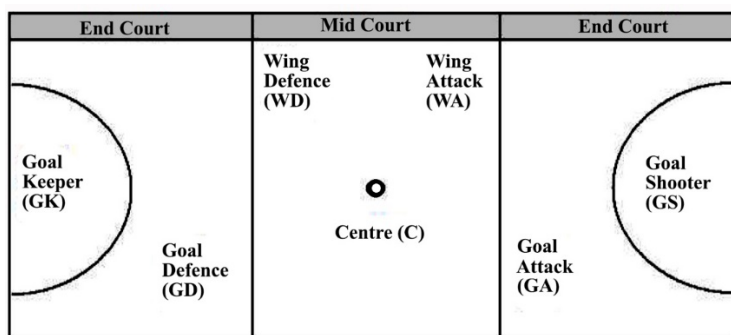 End Court
Mid Court
End Court
Wing
Defence
(WD)
Wing
Attack
(WA)
Goal
Keeper
(GK)
Goal
Defence
(GD)
Centre (C)
Goal
Attack
(GA)
Goal
Shooter
(GS)